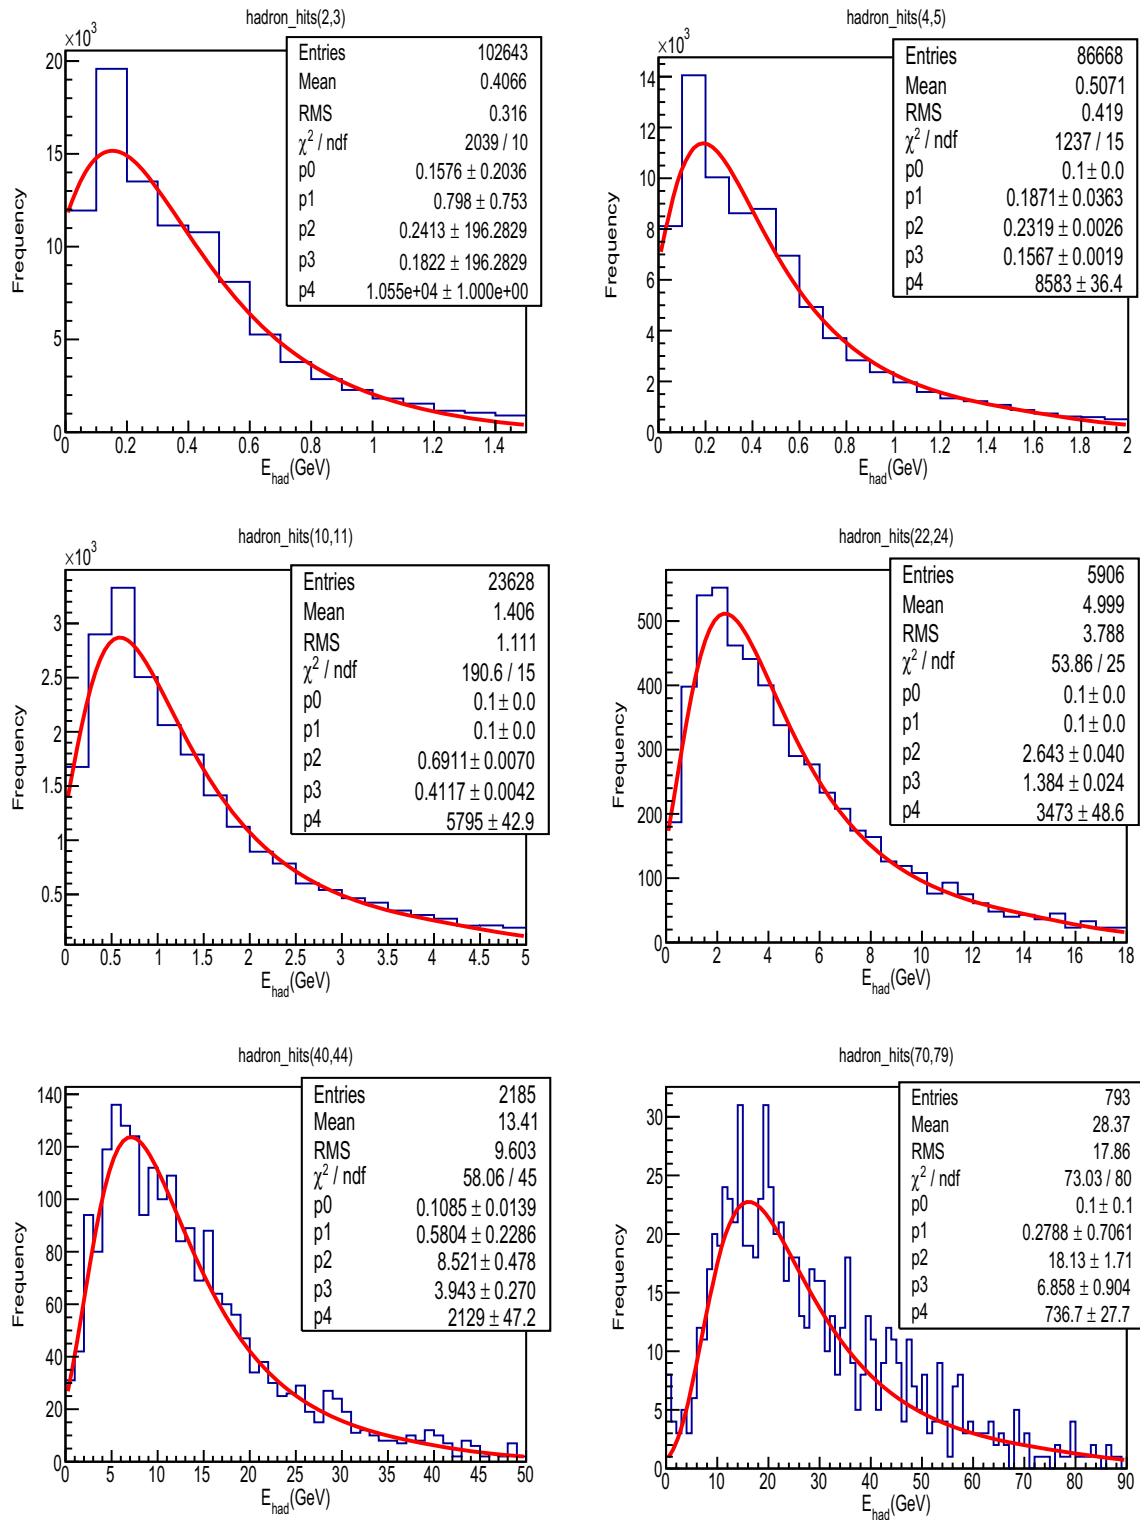 hadron_hits(2,3)
×10³
Entries 102643
Mean 0.4066
RMS 0.316
χ² / ndf 2039 / 10
p0 0.1576 ± 0.2036
p1 0.798 ± 0.753
p2 0.2413 ± 196.2829
p3 0.1822 ± 196.2829
p4 1.055e+04 ± 1.000e+00
Frequency
20
15
10
5
0
0 0.2 0.4 0.6 0.8 1 1.2 1.4
E_had(GeV)
hadron_hits(4,5)
×10³
Entries 86668
Mean 0.5071
RMS 0.419
χ² / ndf 1237 / 15
p0 0.1 ± 0.0
p1 0.1871 ± 0.0363
p2 0.2319 ± 0.0026
p3 0.1567 ± 0.0019
p4 8583 ± 36.4
Frequency
14
12
10
8
6
4
2
0
0 0.2 0.4 0.6 0.8 1 1.2 1.4 1.6 1.8 2
E_had(GeV)
hadron_hits(10,11)
×10³
Entries 23628
Mean 1.406
RMS 1.111
χ² / ndf 190.6 / 15
p0 0.1 ± 0.0
p1 0.1 ± 0.0
p2 0.6911 ± 0.0070
p3 0.4117 ± 0.0042
p4 5795 ± 42.9
Frequency
3
2.5
2
1.5
1
0.5
0 0.5 1 1.5 2 2.5 3 3.5 4 4.5 5
E_had(GeV)
hadron_hits(22,24)
Entries 5906
Mean 4.999
RMS 3.788
χ² / ndf 53.86 / 25
p0 0.1 ± 0.0
p1 0.1 ± 0.0
p2 2.643 ± 0.040
p3 1.384 ± 0.024
p4 3473 ± 48.6
Frequency
500
400
300
200
100
0
0 2 4 6 8 10 12 14 16 18
E_had(GeV)
hadron_hits(40,44)
Entries 2185
Mean 13.41
RMS 9.603
χ² / ndf 58.06 / 45
p0 0.1085 ± 0.0139
p1 0.5804 ± 0.2286
p2 8.521 ± 0.478
p3 3.943 ± 0.270
p4 2129 ± 47.2
Frequency
140
120
100
80
60
40
20
0
0 5 10 15 20 25 30 35 40 45 50
E_had(GeV)
hadron_hits(70,79)
Entries 793
Mean 28.37
RMS 17.86
χ² / ndf 73.03 / 80
p0 0.1 ± 0.1
p1 0.2788 ± 0.7061
p2 18.13 ± 1.71
p3 6.858 ± 0.904
p4 736.7 ± 27.7
Frequency
30
25
20
15
10
5
0
0 10 20 30 40 50 60 70 80 90
E_had(GeV)